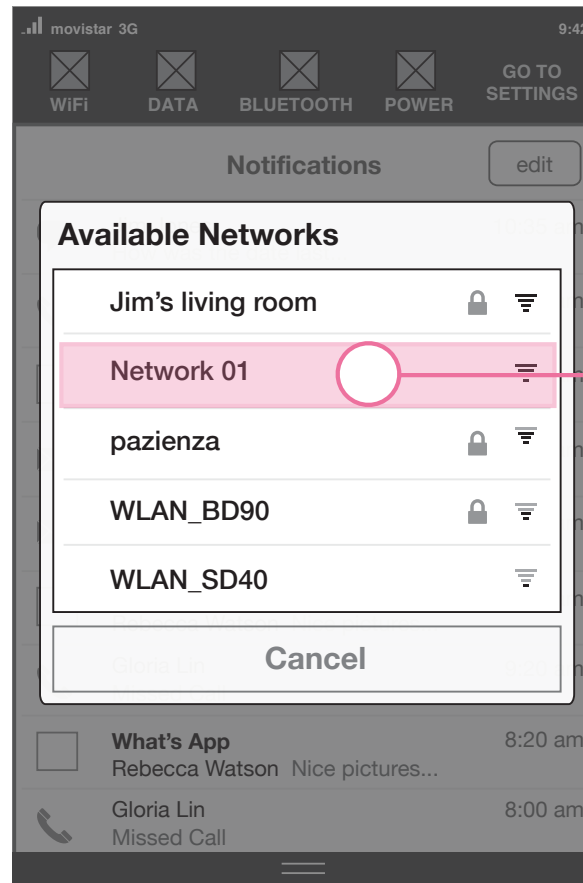 movistar 3G 9:42
WiFi DATA BLUETOOTH POWER GO TO
SETTINGS
Notifications edit
Available Networks
Jim's living room
Network 01
pazienza
WLAN_BD90
WLAN_SD40
Cancel
Gloria Lin
What's App 8:20 am
Rebecca Watson Nice pictures...
Gloria Lin 8:00 am
Missed Call